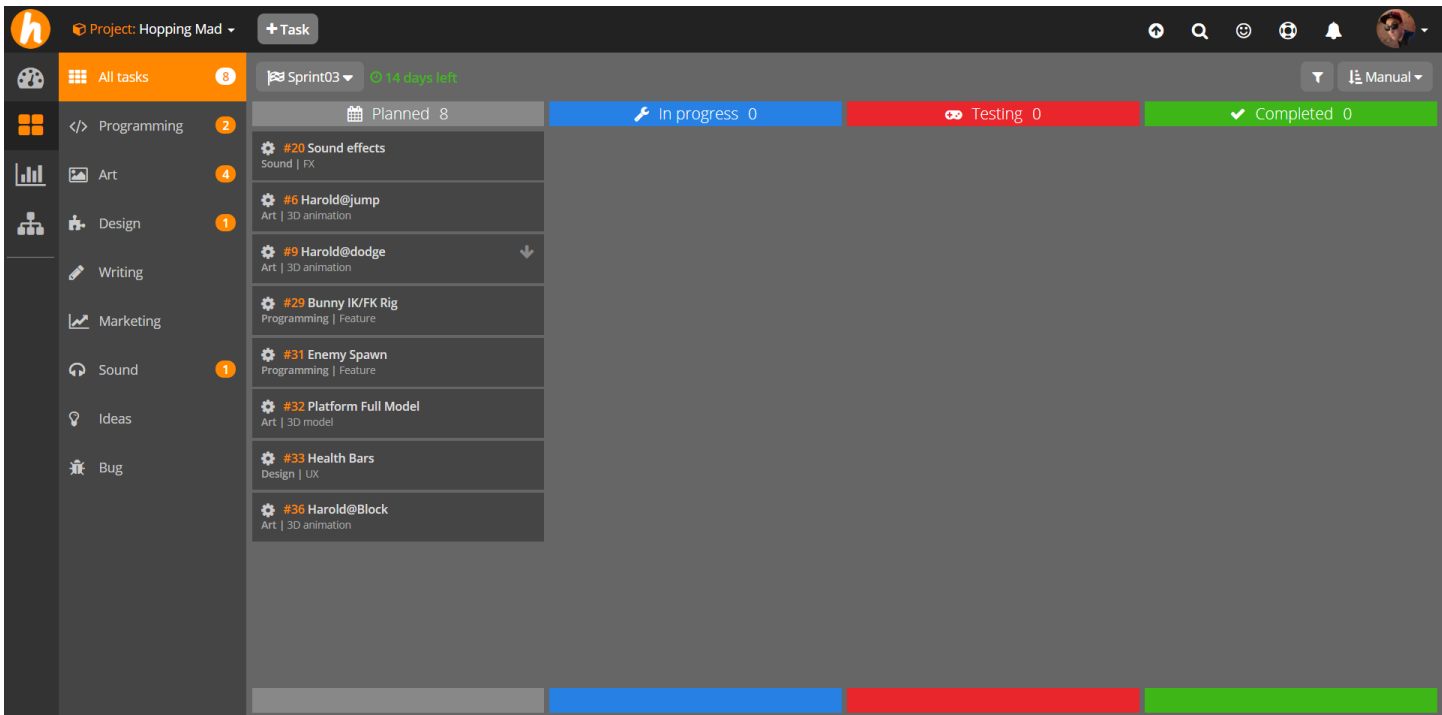 h
Project: Hopping Mad
+Task
All tasks 8
Programming 2
Art 4
Design 1
Writing
Marketing
Sound 1
Ideas
Bug
Sprint03
14 days left
Manual
Planned 8
In progress 0
Testing 0
Completed 0
#20 Sound effects
Sound | FX
#6 Harold@jump
Art | 3D animation
#9 Harold@dodge
Art | 3D animation
#29 Bunny IK/FK Rig
Programming | Feature
#31 Enemy Spawn
Programming | Feature
#32 Platform Full Model
Art | 3D model
#33 Health Bars
Design | UX
#36 Harold@Block
Art | 3D animation